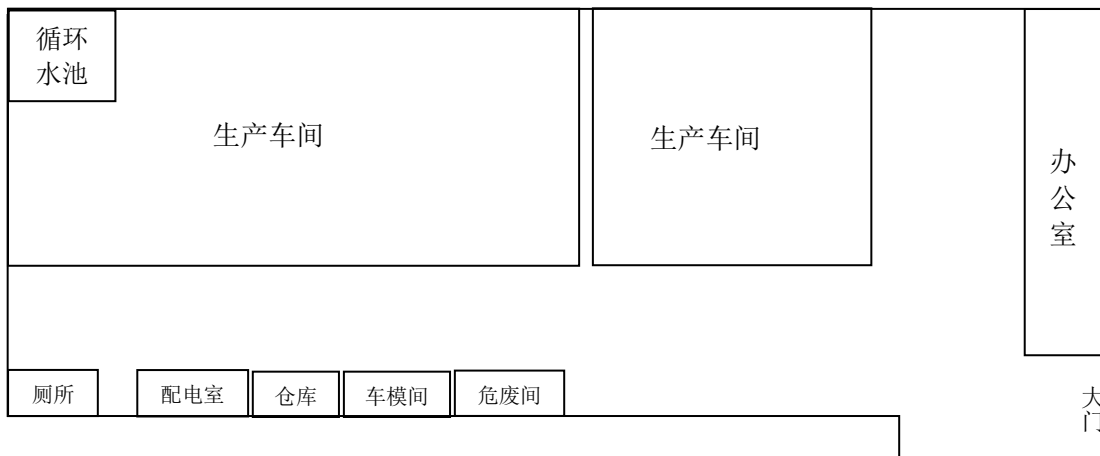 循环
水池
生产车间
生产车间
办
公
室
厕所
配电室
仓库
车模间
危废间
大
门